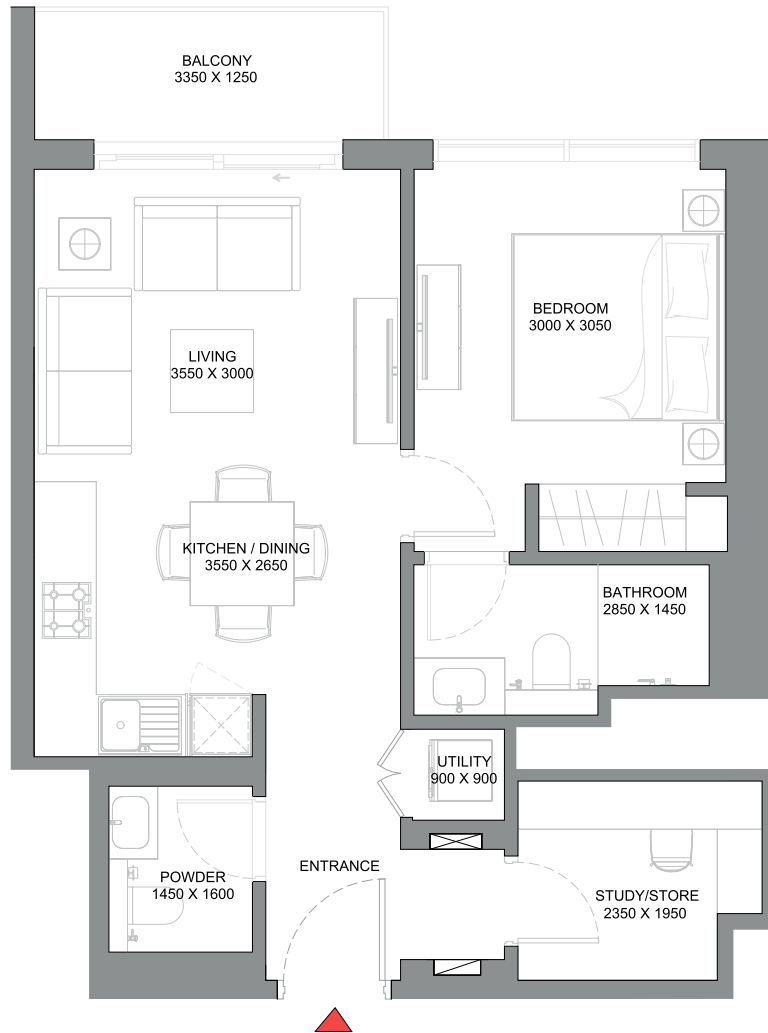 BALCONY
3350 X 1250
BEDROOM
3000 X 3050
LIVING
3550 X 3000
KITCHEN / DINING
3550 X 2650
BATHROOM
2850 X 1450
UTILITY
900 X 900
ENTRANCE
POWDER
1450 X 1600
STUDY/STORE
2350 X 1950